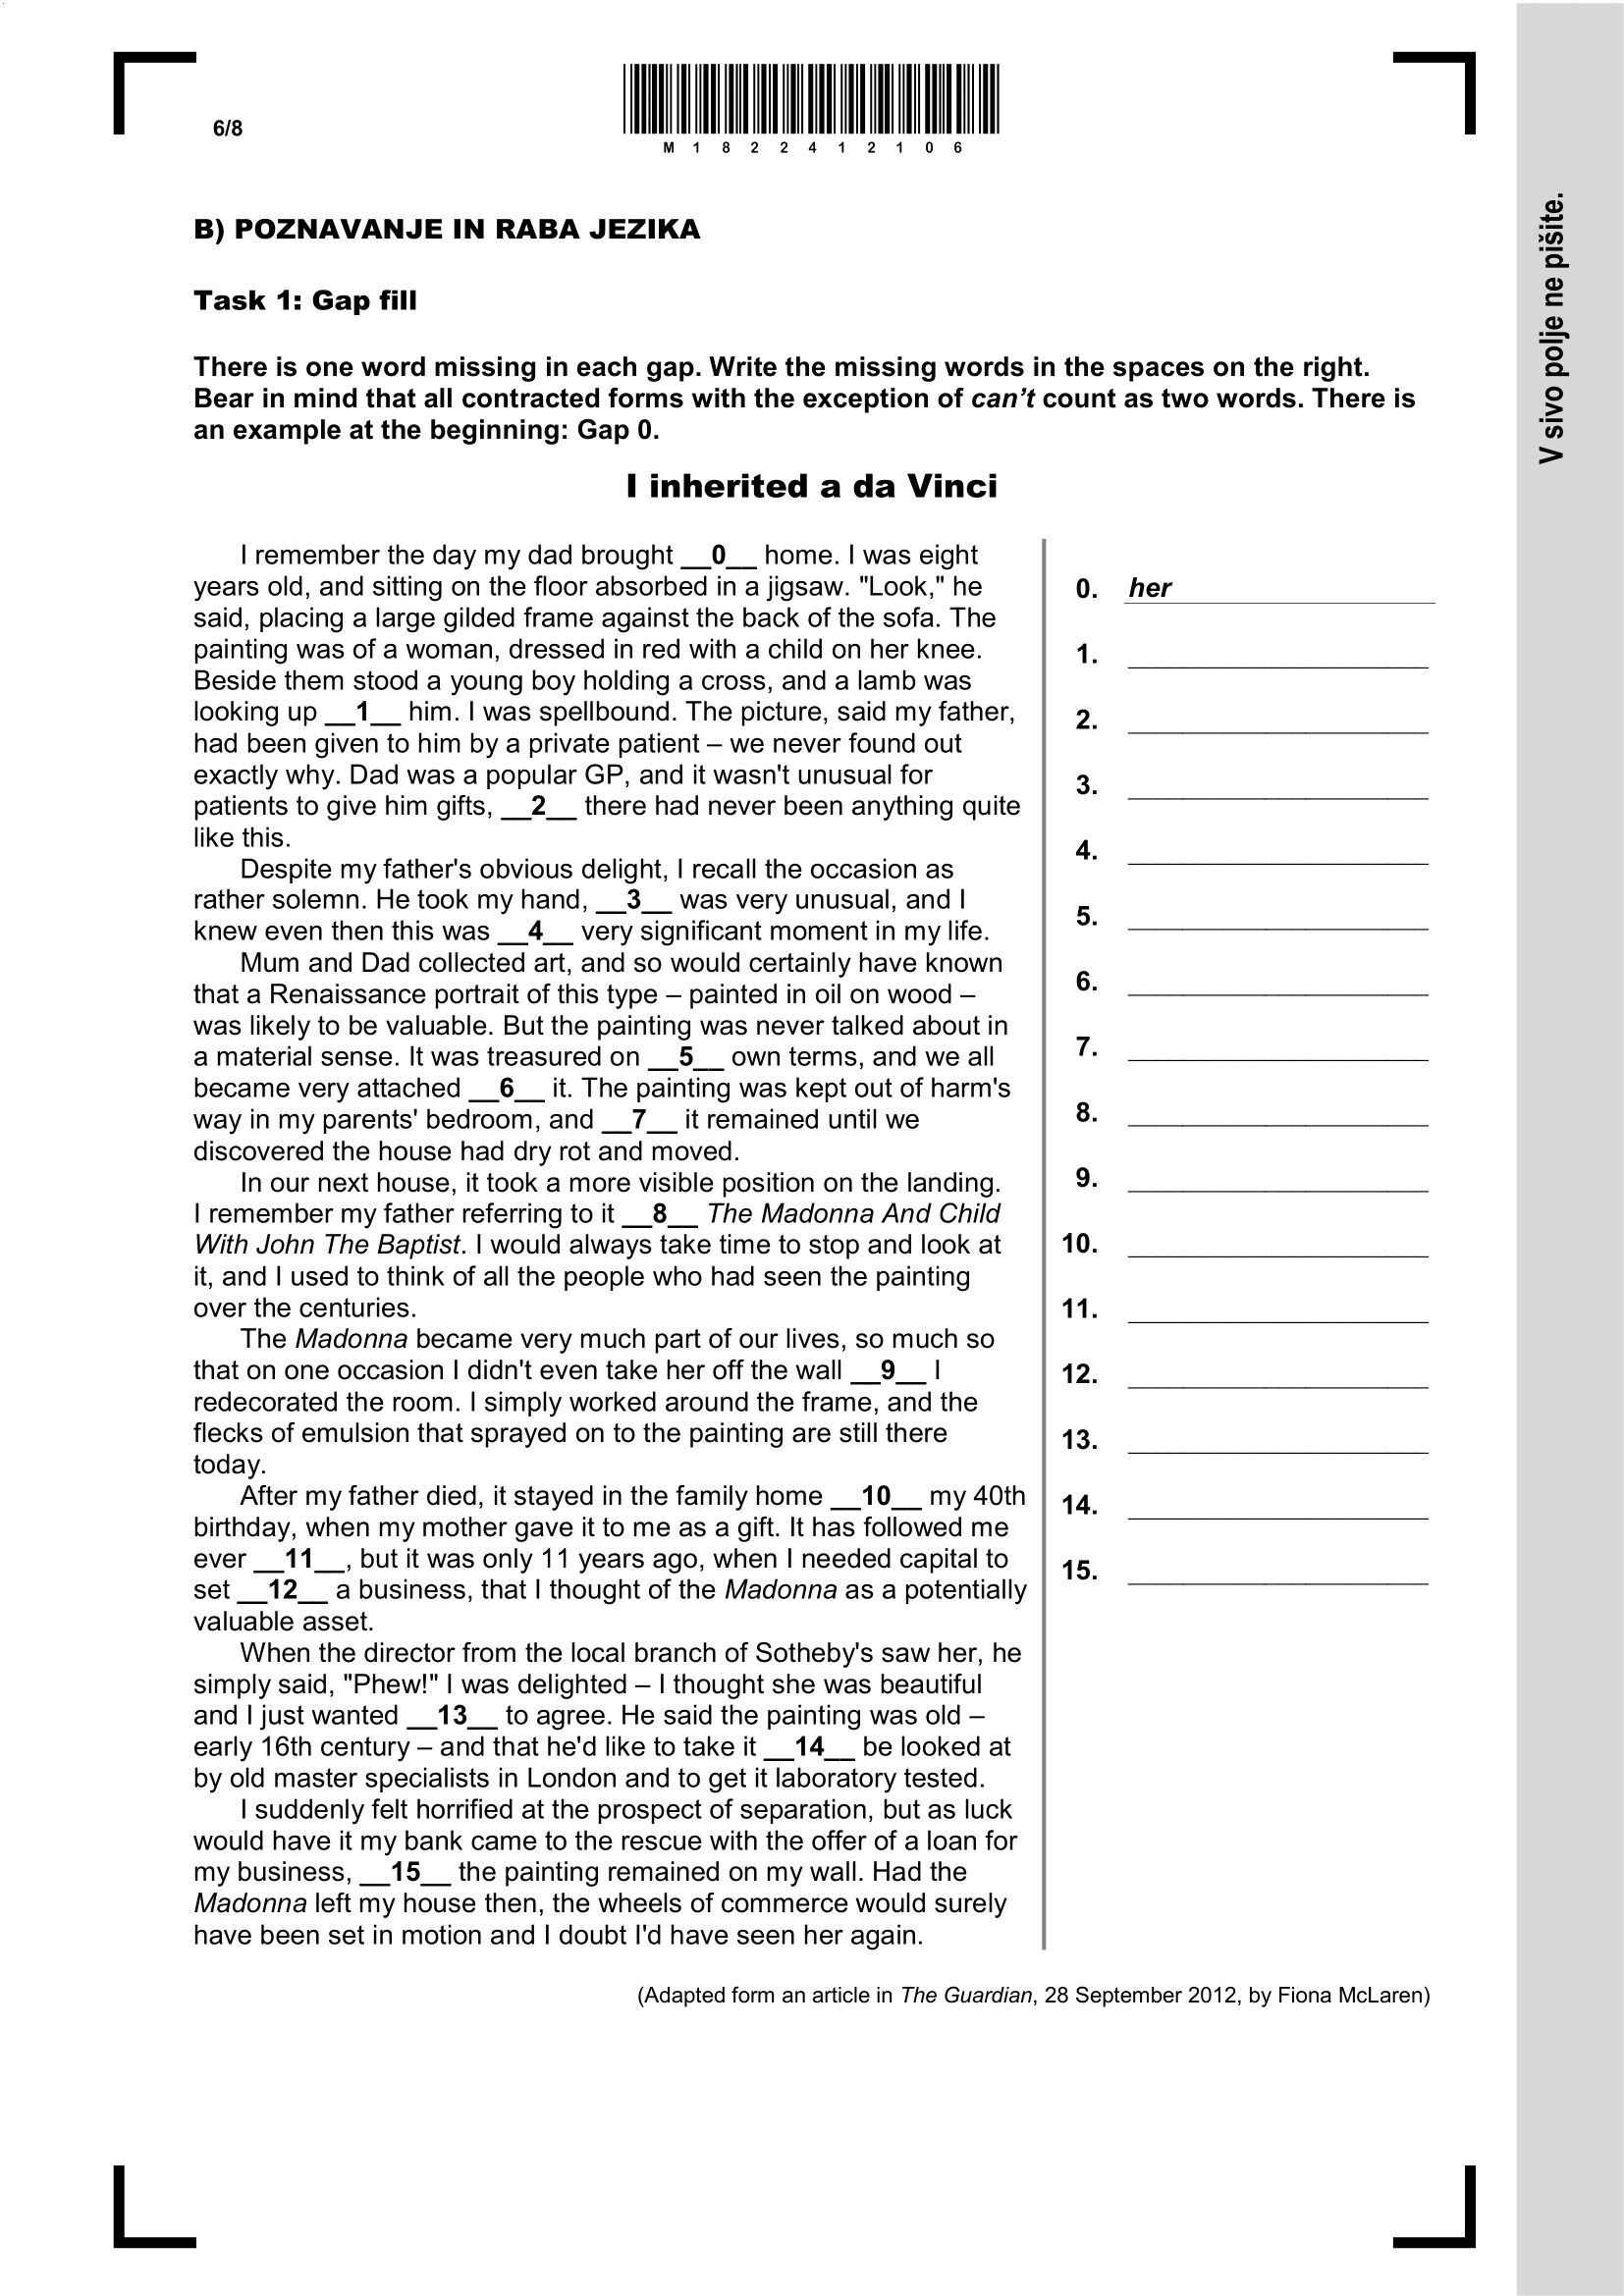 6/8
M 1 8 2 2 4 1 2 1 0 6
V sivo polje ne pišite.
B) POZNAVANJE IN RABA JEZIKA
Task 1: Gap fill
There is one word missing in each gap. Write the missing words in the spaces on the right.
Bear in mind that all contracted forms with the exception of can't count as two words. There is
an example at the beginning: Gap 0.
I inherited a da Vinci
I remember the day my dad brought __0__ home. I was eight
years old, and sitting on the floor absorbed in a jigsaw. "Look," he
said, placing a large gilded frame against the back of the sofa. The
painting was of a woman, dressed in red with a child on her knee.
Beside them stood a young boy holding a cross, and a lamb was
looking up __1__ him. I was spellbound. The picture, said my father,
had been given to him by a private patient – we never found out
exactly why. Dad was a popular GP, and it wasn't unusual for
patients to give him gifts, __2__ there had never been anything quite
like this.
Despite my father's obvious delight, I recall the occasion as
rather solemn. He took my hand, __3__ was very unusual, and I
knew even then this was __4__ very significant moment in my life.
Mum and Dad collected art, and so would certainly have known
that a Renaissance portrait of this type – painted in oil on wood –
was likely to be valuable. But the painting was never talked about in
a material sense. It was treasured on __5__ own terms, and we all
became very attached __6__ it. The painting was kept out of harm's
way in my parents' bedroom, and __7__ it remained until we
discovered the house had dry rot and moved.
In our next house, it took a more visible position on the landing.
I remember my father referring to it __8__ The Madonna And Child
With John The Baptist. I would always take time to stop and look at
it, and I used to think of all the people who had seen the painting
over the centuries.
The Madonna became very much part of our lives, so much so
that on one occasion I didn't even take her off the wall __9__ I
redecorated the room. I simply worked around the frame, and the
flecks of emulsion that sprayed on to the painting are still there
today.
After my father died, it stayed in the family home __10__ my 40th
birthday, when my mother gave it to me as a gift. It has followed me
ever __11__, but it was only 11 years ago, when I needed capital to
set __12__ a business, that I thought of the Madonna as a potentially
valuable asset.
When the director from the local branch of Sotheby's saw her, he
simply said, "Phew!" I was delighted – I thought she was beautiful
and I just wanted __13__ to agree. He said the painting was old –
early 16th century – and that he'd like to take it __14__ be looked at
by old master specialists in London and to get it laboratory tested.
I suddenly felt horrified at the prospect of separation, but as luck
would have it my bank came to the rescue with the offer of a loan for
my business, __15__ the painting remained on my wall. Had the
Madonna left my house then, the wheels of commerce would surely
have been set in motion and I doubt I'd have seen her again.
0. her
1.
2.
3.
4.
5.
6.
7.
8.
9.
10.
11.
12.
13.
14.
15.
(Adapted form an article in The Guardian, 28 September 2012, by Fiona McLaren)